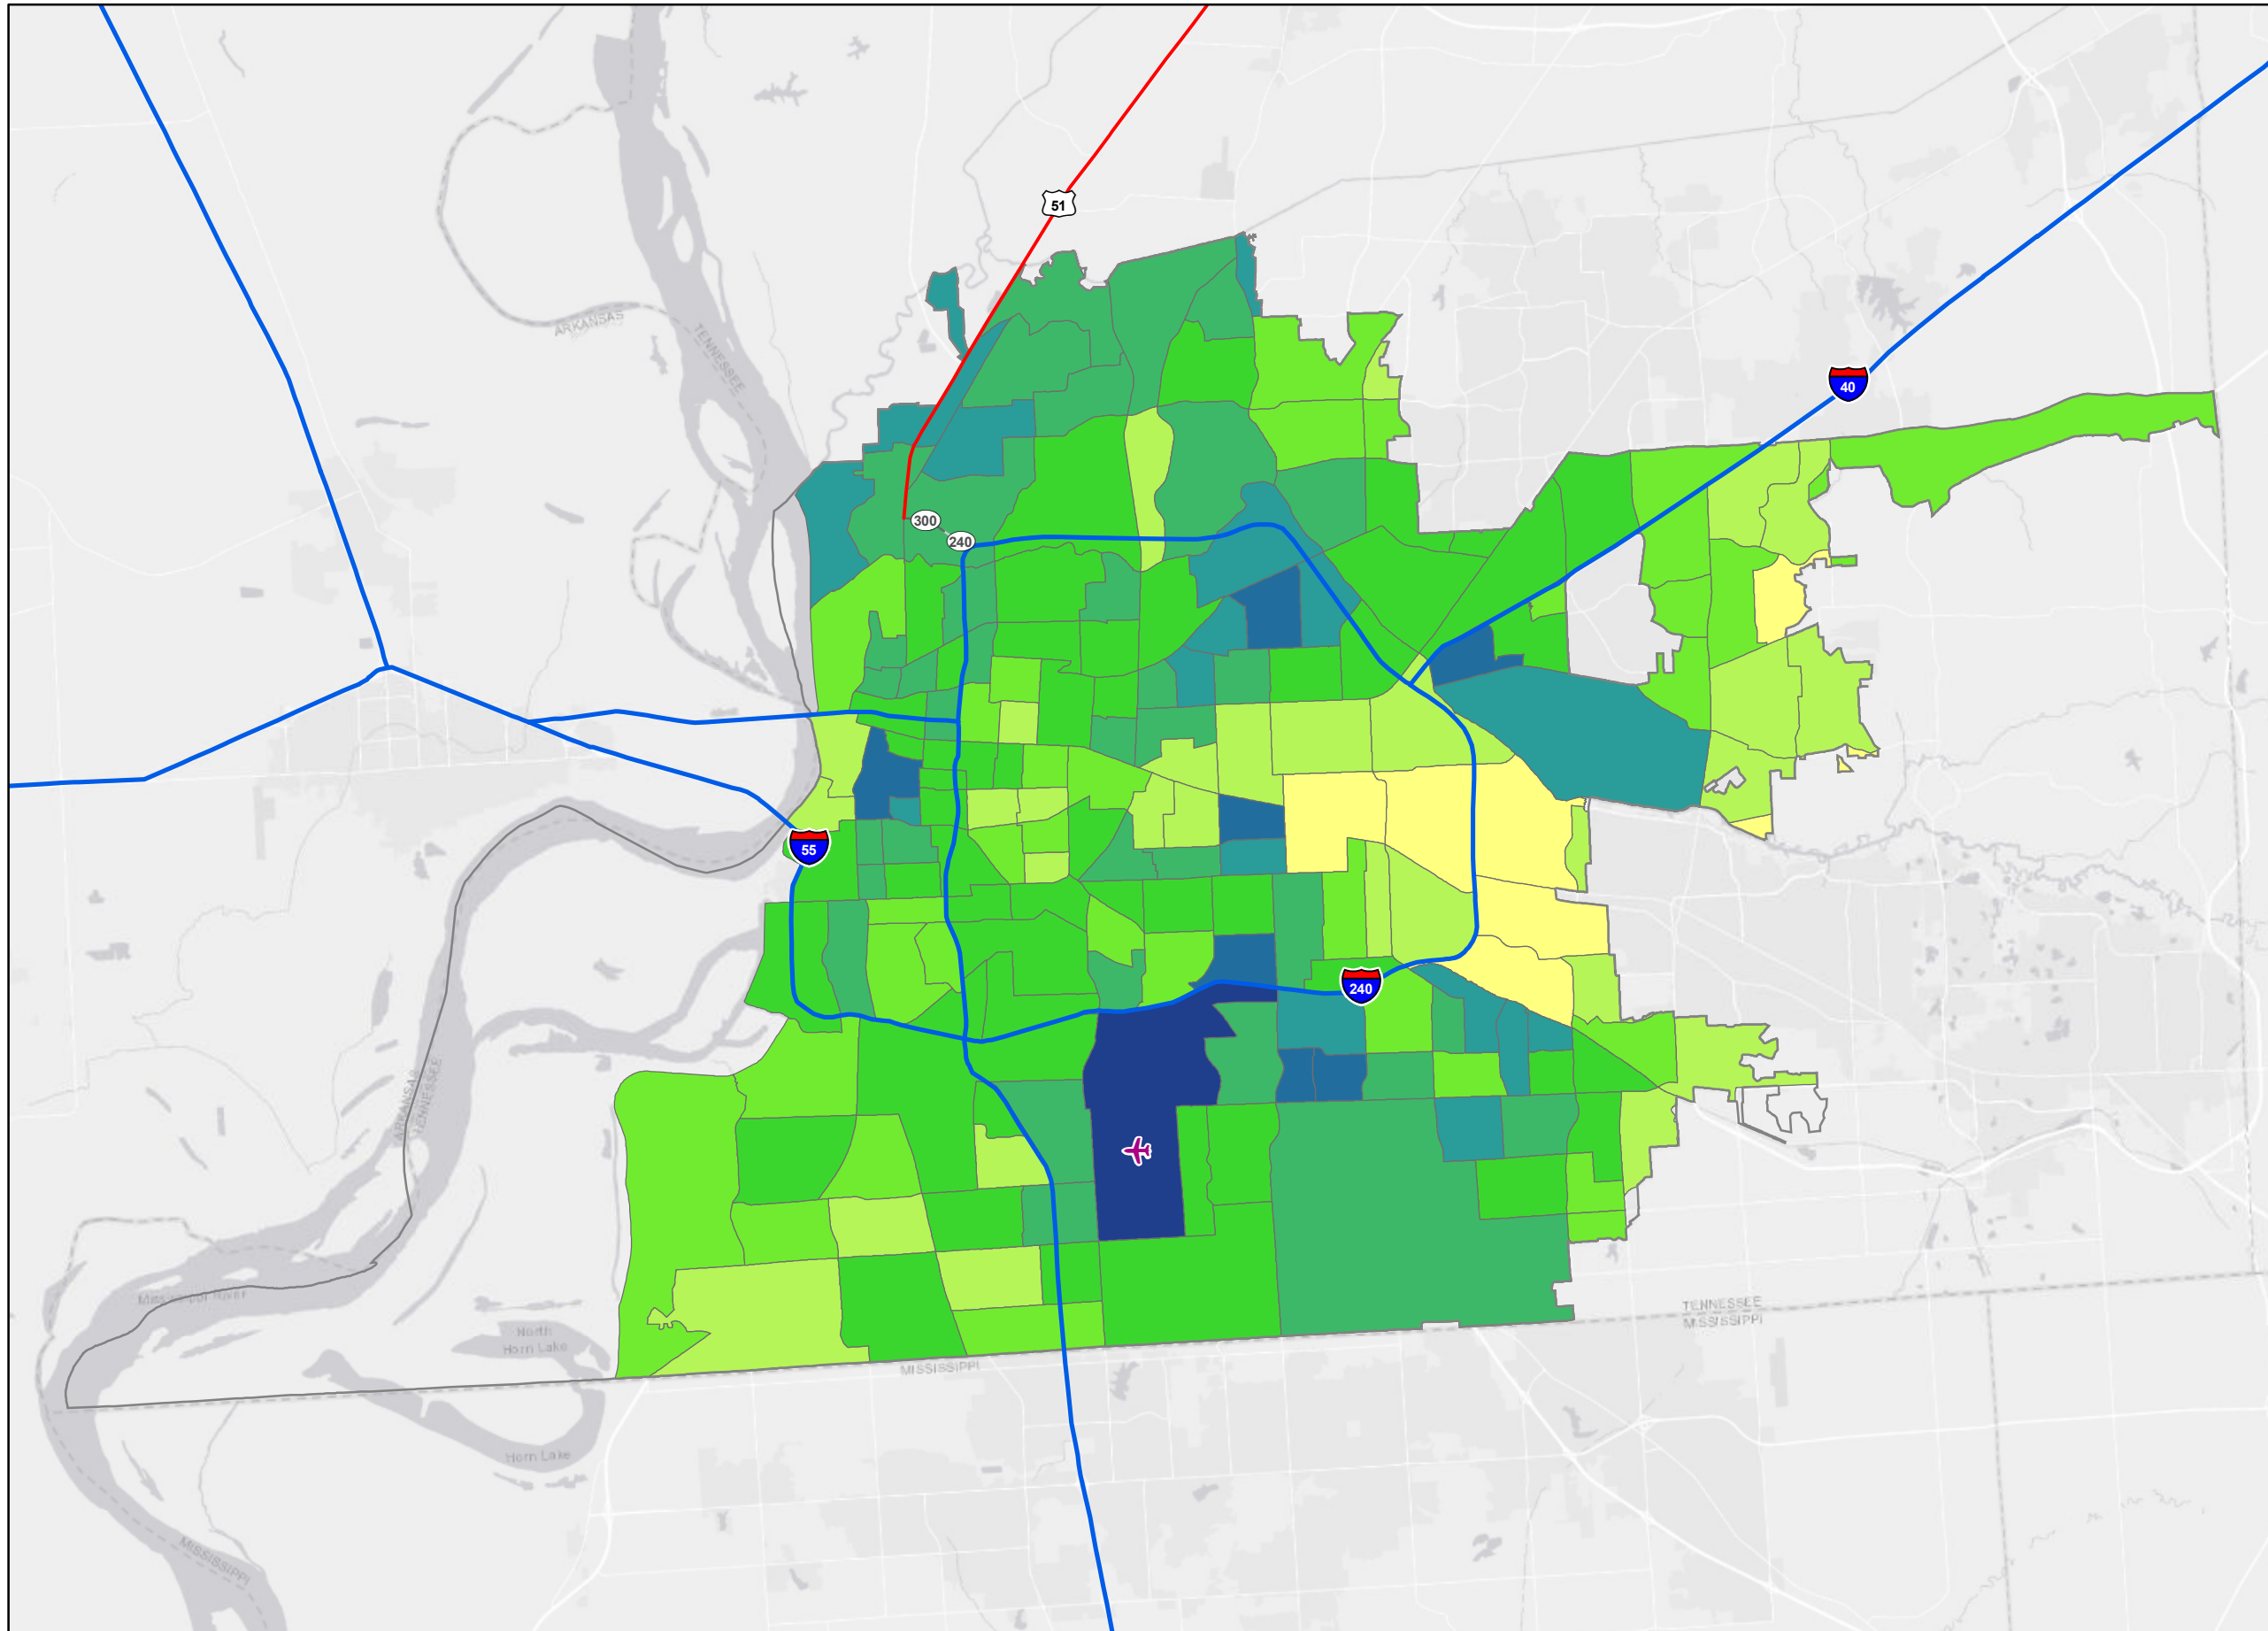 51
ARKANSAS
TENNESSEE
40
300
240
55
240
ARKANSAS
TENNESSEE
Mississippi River
TENNESSEE
MISSISSIPPI
North
Horn Lake
MISSISSIPPI
Horn Lake
MISSISSIPPI